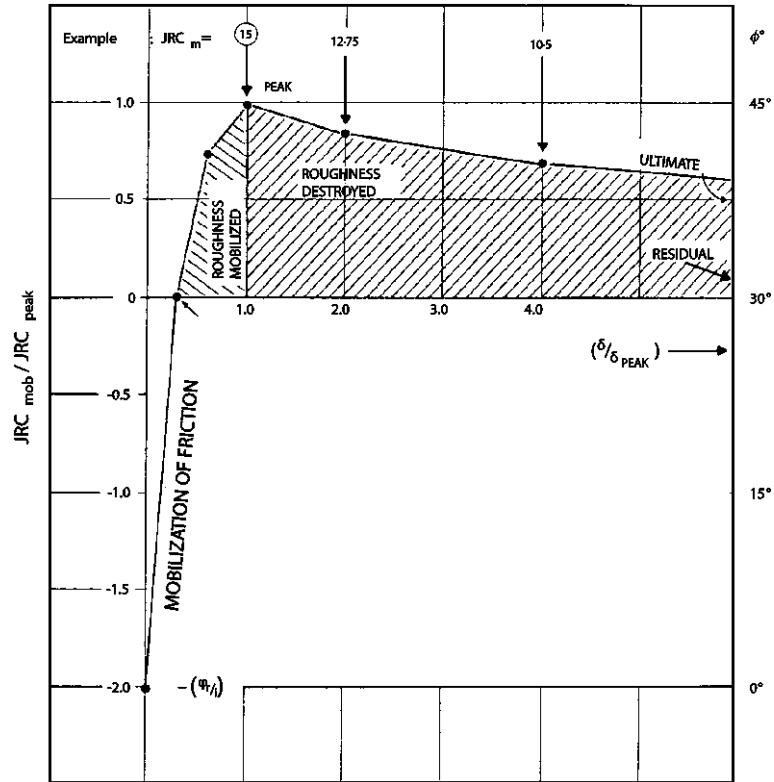 Example : JRC m = 15 12·75 10·5 φ°
PEAK
1.0 45°
ULTIMATE
ROUGHNESS
DESTROYED
0.5
ROUGHNESS
MOBILIZED
RESIDUAL
0 30°
1.0 2.0 3.0 4.0
(δ/δ PEAK)
JRC mob / JRC peak
-0.5
MOBILIZATION OF FRICTION
-1.0 15°
-1.5
-2.0 -(φr/i) 0°